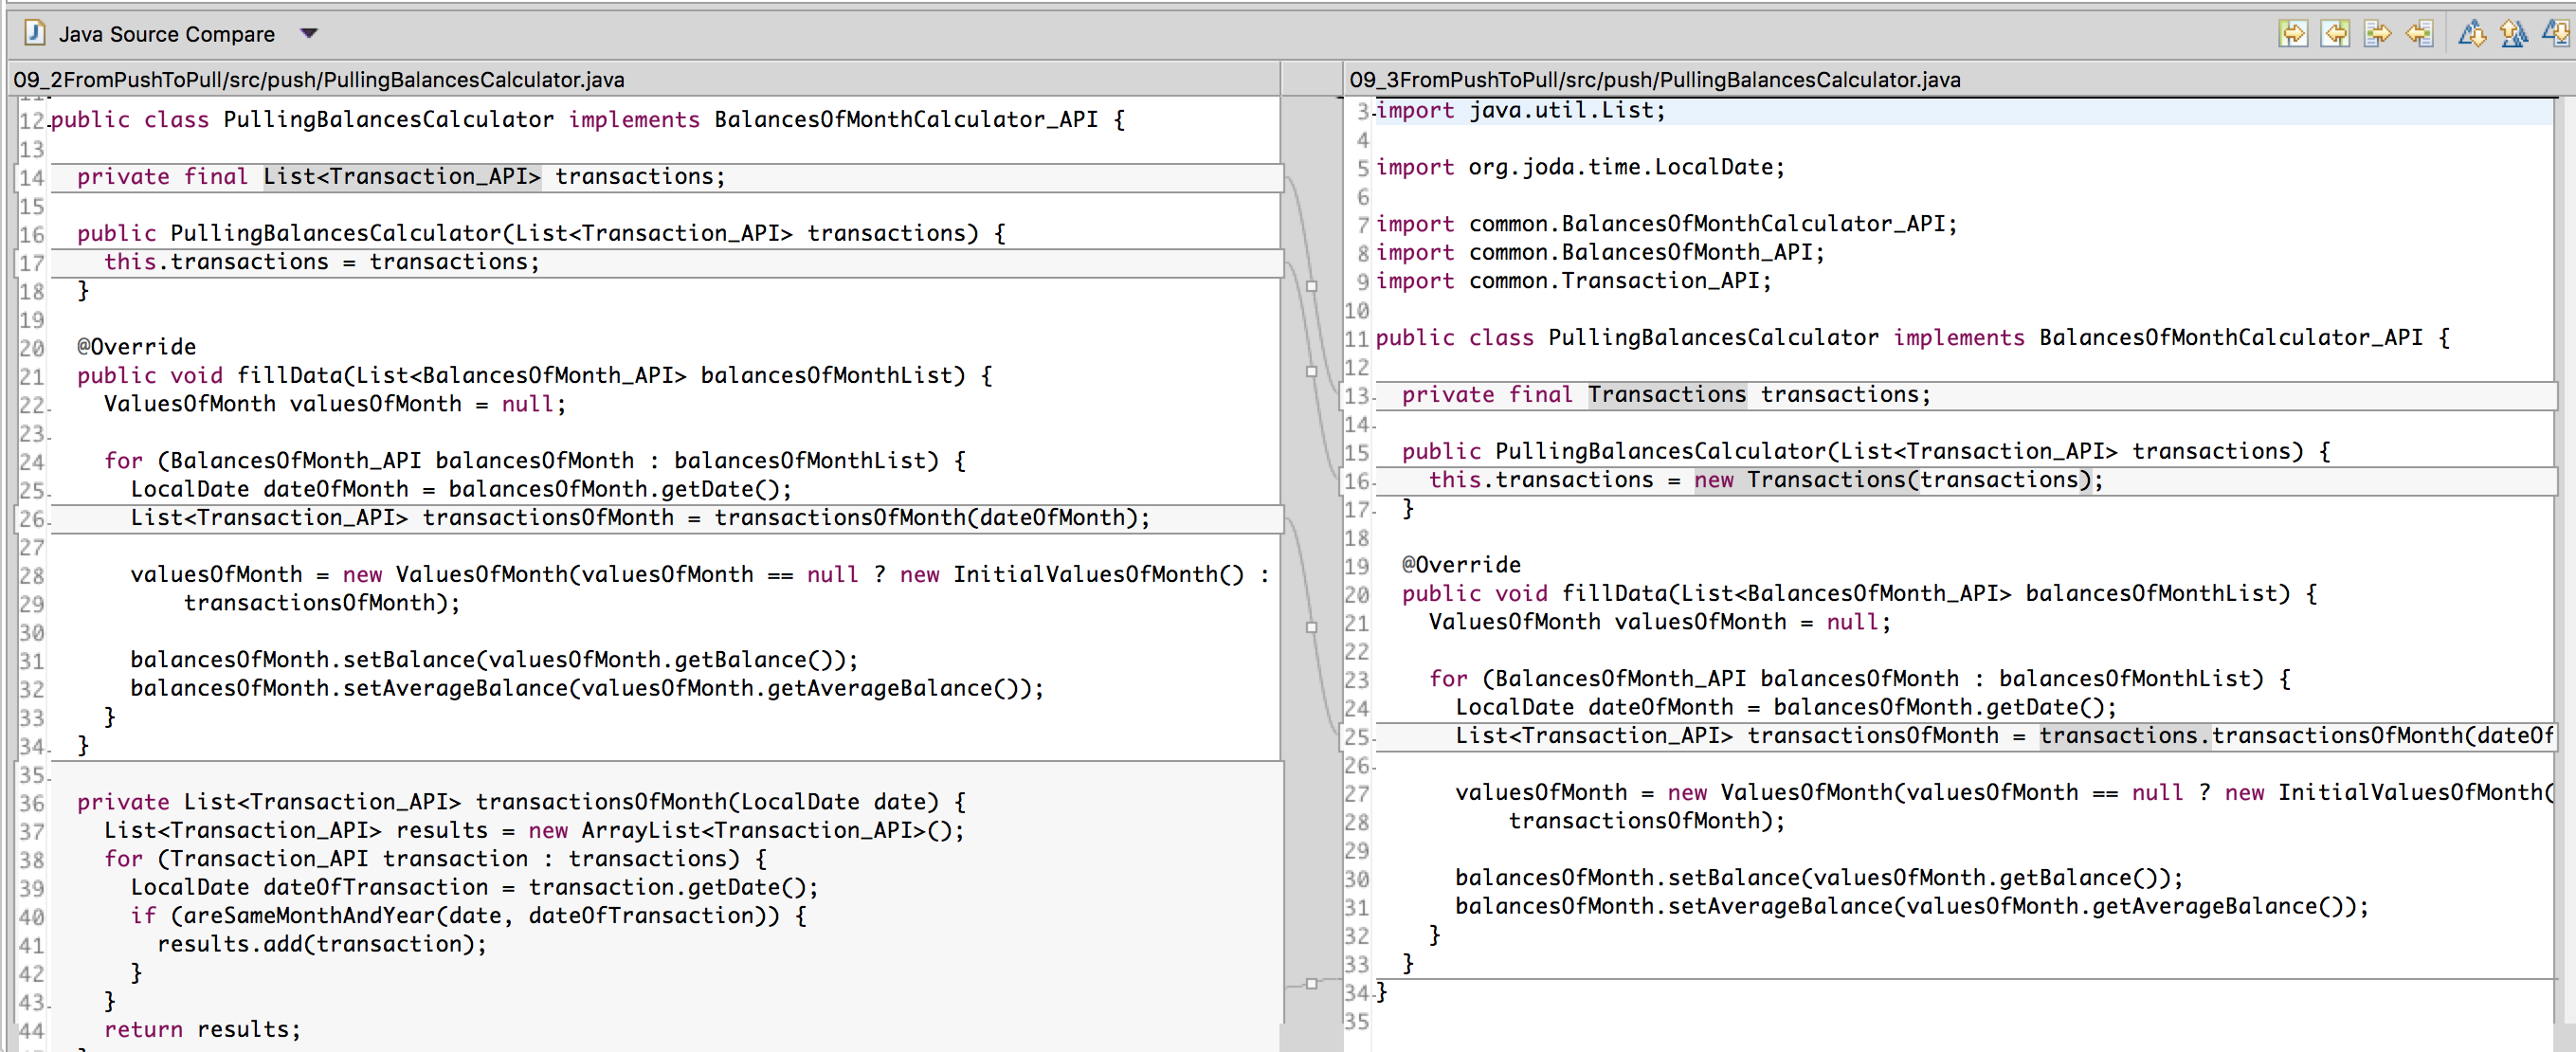 Java Source Compare
09_2FromPushToPull/src/push/PullingBalancesCalculator.java
12 public class PullingBalancesCalculator implements BalancesOfMonthCalculator_API {
13
14 private final List<Transaction_API> transactions;
15
16 public PullingBalancesCalculator(List<Transaction_API> transactions) {
17 this.transactions = transactions;
18 }
19
20 @Override
21 public void fillData(List<BalancesOfMonth_API> balancesOfMonthList) {
22 ValuesOfMonth valuesOfMonth = null;
23
24 for (BalancesOfMonth_API balancesOfMonth : balancesOfMonthList) {
25 LocalDate dateOfMonth = balancesOfMonth.getDate();
26 List<Transaction_API> transactionsOfMonth = transactionsOfMonth(dateOfMonth);
27
28 valuesOfMonth = new ValuesOfMonth(valuesOfMonth == null ? new InitialValuesOfMonth() :
29 transactionsOfMonth);
30
31 balancesOfMonth.setBalance(valuesOfMonth.getBalance());
32 balancesOfMonth.setAverageBalance(valuesOfMonth.getAverageBalance());
33 }
34 }
35
36 private List<Transaction_API> transactionsOfMonth(LocalDate date) {
37 List<Transaction_API> results = new ArrayList<Transaction_API>();
38 for (Transaction_API transaction : transactions) {
39 LocalDate dateOfTransaction = transaction.getDate();
40 if (areSameMonthAndYear(date, dateOfTransaction)) {
41 results.add(transaction);
42 }
43 }
44 return results;
09_3FromPushToPull/src/push/PullingBalancesCalculator.java
3 import java.util.List;
4
5 import org.joda.time.LocalDate;
6
7 import common.BalancesOfMonthCalculator_API;
8 import common.BalancesOfMonth_API;
9 import common.Transaction_API;
10
11 public class PullingBalancesCalculator implements BalancesOfMonthCalculator_API {
12
13 private final Transactions transactions;
14
15 public PullingBalancesCalculator(List<Transaction_API> transactions) {
16 this.transactions = new Transactions(transactions);
17 }
18
19 @Override
20 public void fillData(List<BalancesOfMonth_API> balancesOfMonthList) {
21 ValuesOfMonth valuesOfMonth = null;
22
23 for (BalancesOfMonth_API balancesOfMonth : balancesOfMonthList) {
24 LocalDate dateOfMonth = balancesOfMonth.getDate();
25 List<Transaction_API> transactionsOfMonth = transactions.transactionsOfMonth(dateOf
26
27 valuesOfMonth = new ValuesOfMonth(valuesOfMonth == null ? new InitialValuesOfMonth(
28 transactionsOfMonth);
29
30 balancesOfMonth.setBalance(valuesOfMonth.getBalance());
31 balancesOfMonth.setAverageBalance(valuesOfMonth.getAverageBalance());
32 }
33 }
34 }
35